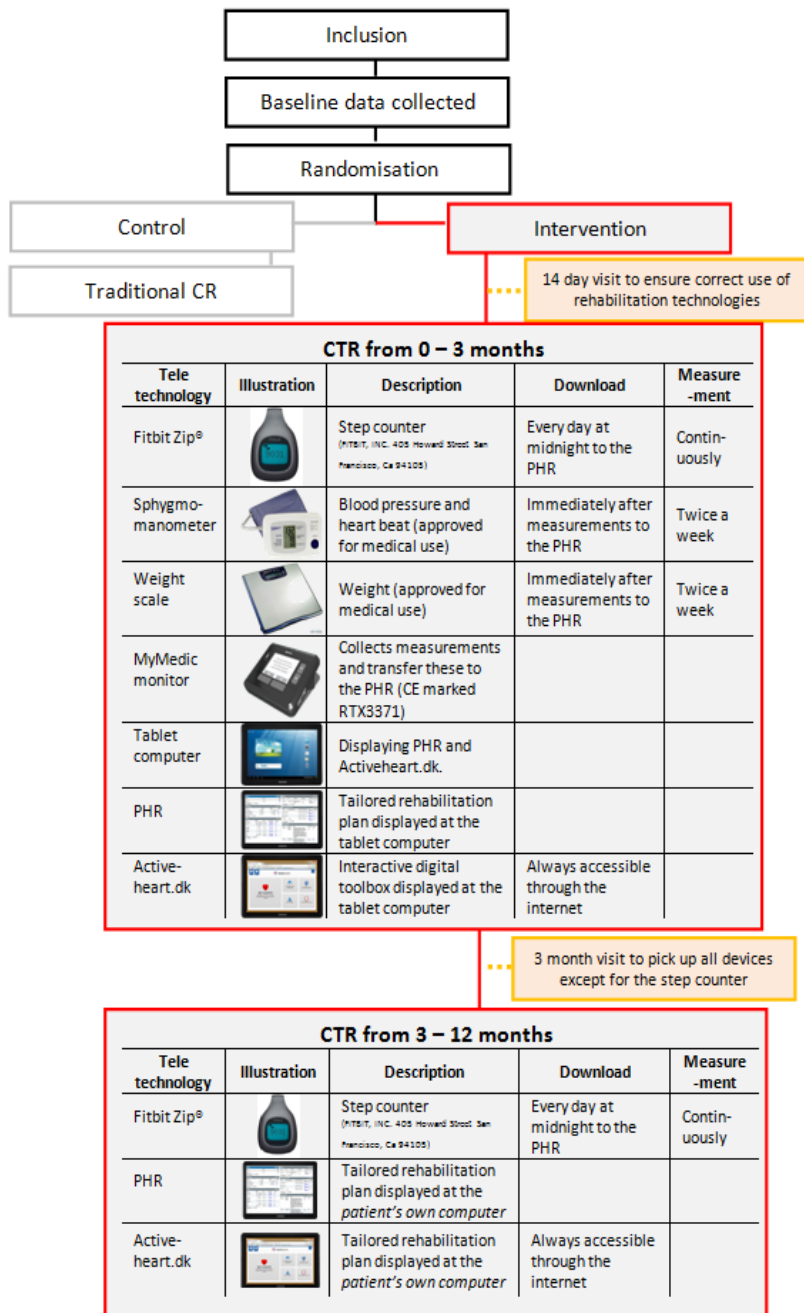 Inclusion
Baseline data collected
Randomisation
Control
Intervention
Traditional CR
14 day visit to ensure correct use of
rehabilitation technologies
CTR from 0 – 3 months
Tele
technology
Illustration
Description
Download
Measure
-ment
Fitbit Zip®
Step counter
(FITBIT, INC. 405 Howard Street San
Francisco, Ca 94105)
Every day at
midnight to the
PHR
Contin-
uously
Sphygmo-
manometer
Blood pressure and
heart beat (approved
for medical use)
Immediately after
measurements to
the PHR
Twice a
week
Weight
scale
Weight (approved for
medical use)
Immediately after
measurements to
the PHR
Twice a
week
MyMedic
monitor
Collects measurements
and transfer these to
the PHR (CE marked
RTX3371)
Tablet
computer
Displaying PHR and
Activeheart.dk.
PHR
Tailored rehabilitation
plan displayed at the
tablet computer
Active-
heart.dk
Interactive digital
toolbox displayed at the
tablet computer
Always accessible
through the
internet
3 month visit to pick up all devices
except for the step counter
CTR from 3 – 12 months
Tele
technology
Illustration
Description
Download
Measure
-ment
Fitbit Zip®
Step counter
(FITBIT, INC. 405 Howard Street San
Francisco, Ca 94105)
Every day at
midnight to the
PHR
Contin-
uously
PHR
Tailored rehabilitation
plan displayed at the
patient's own computer
Active-
heart.dk
Tailored rehabilitation
plan displayed at the
patient's own computer
Always accessible
through the
internet